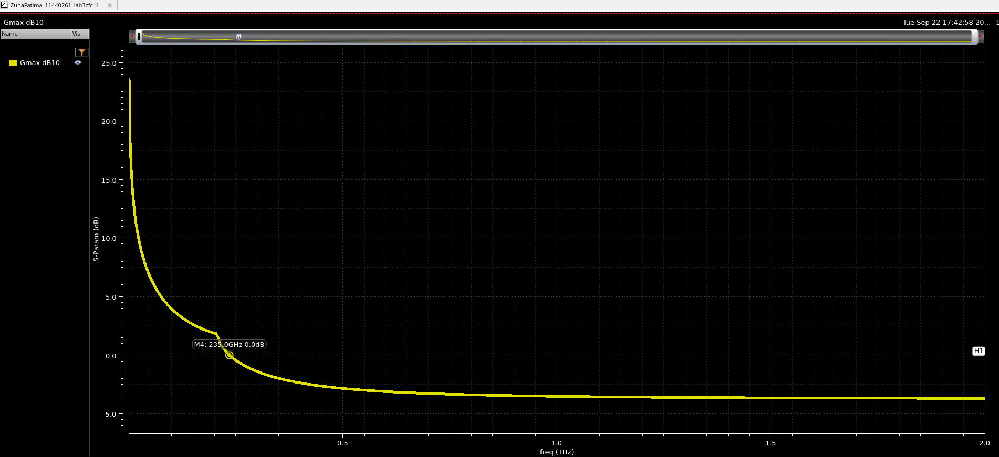 ZuhaFatima_11440261_lab3zfc_1
Gmax dB10
Tue Sep 22 17:42:58 20... 1
Name Vis
Gmax dB10
25.0
20.0
15.0
10.0
5.0
0.0
-5.0
S-Param (dB)
m
M4: 235.0GHz 0.0dB
H1
0.5 1.0 1.5 2.0
freq (THz)